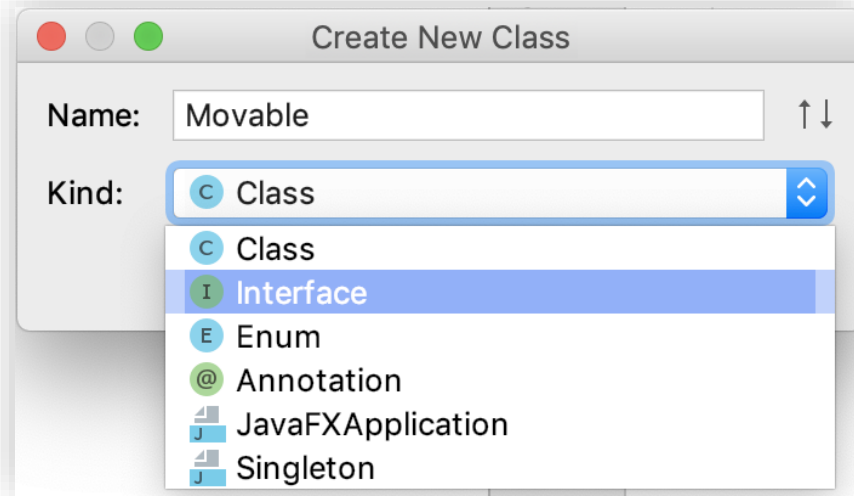 Create New Class
Name: Movable
Kind: C Class
C Class
I Interface
E Enum
@ Annotation
J JavaFXApplication
J Singleton